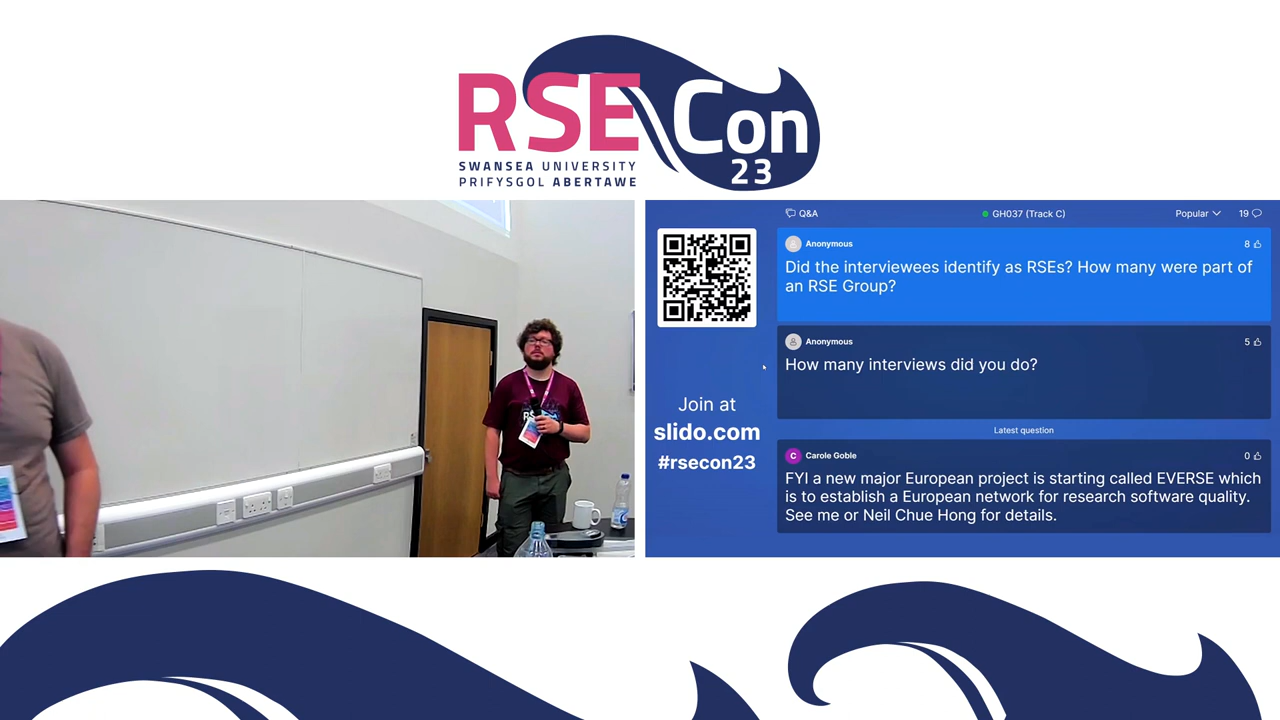 RSE Con
23
SWANSEA UNIVERSITY
PRIFYSGOL ABERTAWE
Q&A
GH037 (Track C)
Popular
19
Anonymous
8
Did the interviewees identify as RSEs? How many were part of
an RSE Group?
Anonymous
5
How many interviews did you do?
Join at
slido.com
#rsecon23
Latest question
C
Carole Goble
0
FYI a new major European project is starting called EVERSE which
is to establish a European network for research software quality.
See me or Neil Chue Hong for details.